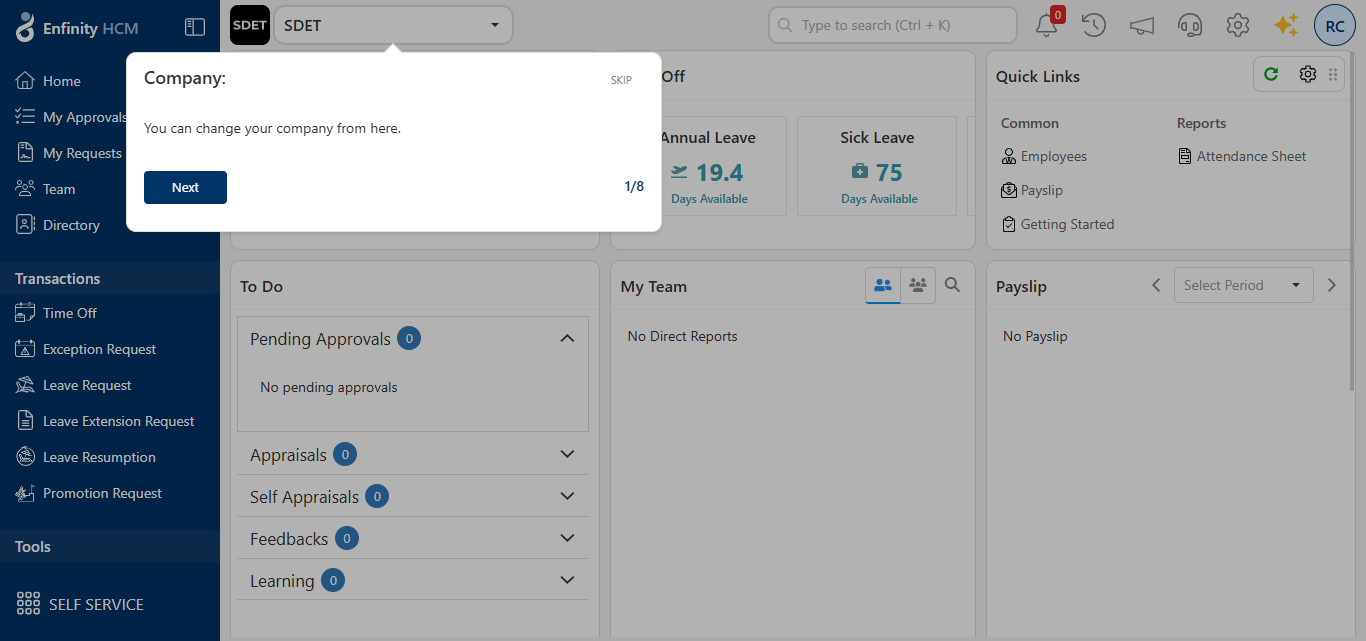 Enfinity HCM
SDET
SDET
Type to search (Ctrl + K)
0
RC
Home
My Approvals
My Requests
Team
Directory
Transactions
Time Off
Exception Request
Leave Request
Leave Extension Request
Leave Resumption
Promotion Request
Tools
SELF SERVICE
Company:
SKIP
You can change your company from here.
Next
1/8
Off
Annual Leave
19.4
Days Available
Sick Leave
75
Days Available
Quick Links
Common
Reports
Employees
Attendance Sheet
Payslip
Getting Started
To Do
Pending Approvals 0
No pending approvals
Appraisals 0
Self Appraisals 0
Feedbacks 0
Learning 0
My Team
No Direct Reports
Payslip
Select Period
No Payslip